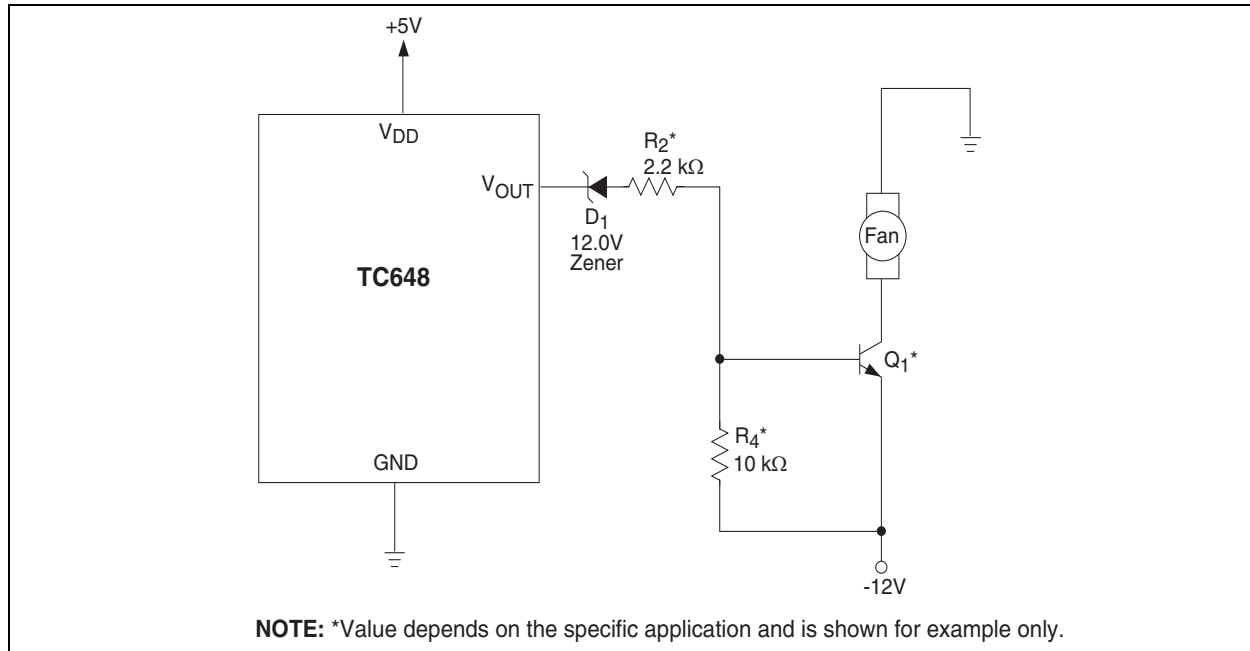 +5V
VDD
R2*
2.2 kΩ
VOUT
D1
12.0V
Zener
Fan
TC648
Q1*
R4*
10 kΩ
GND
-12V
NOTE: *Value depends on the specific application and is shown for example only.